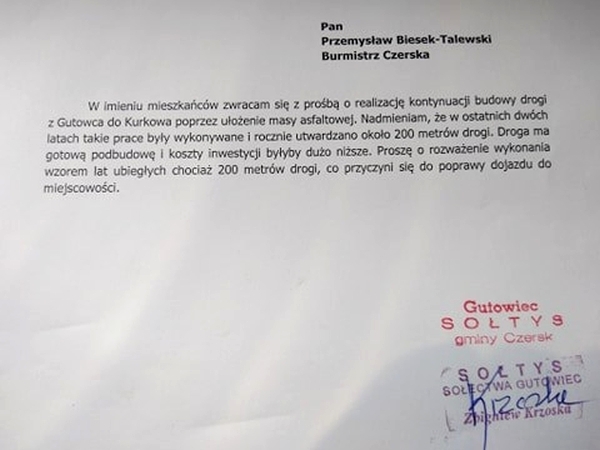 Pan
Przemysław Biesek-Talewski
Burmistrz Czerska
W imieniu mieszkańców zwracam się z prośbą o realizację kontynuacji budowy drogi
z Gutowca do Kurkowa poprzez ułożenie masy asfaltowej. Nadmieniam, że w ostatnich dwóch
latach takie prace były wykonywane i rocznie utwardzano około 200 metrów drogi. Droga ma
gotową podbudowę i koszty inwestycji byłyby dużo niższe. Proszę o rozważenie wykonania
wzorem lat ubiegłych chociaż 200 metrów drogi, co przyczyni się do poprawy dojazdu do
miejscowości.
Gutowiec
SOŁTYS
gminy Czersk
SOŁTYS
SOŁECTWA GUTOWIEC
Krzoska
Zbigniew Krzoska